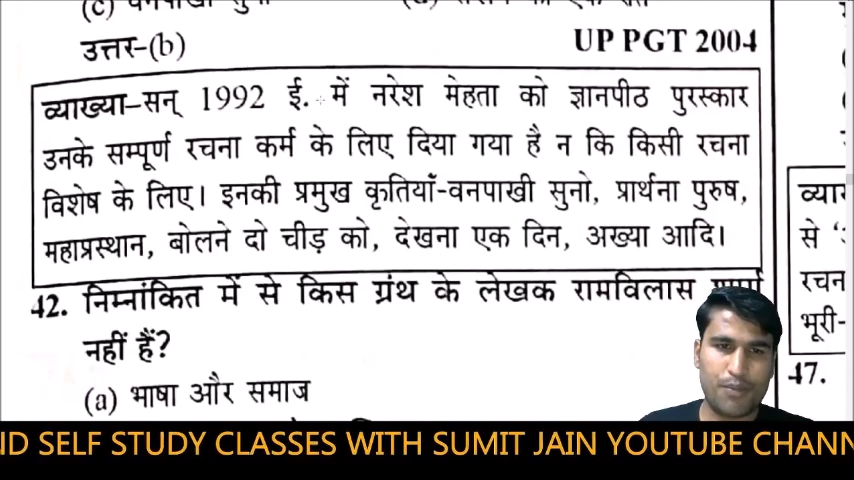 (c) वनपाखी सुनो
उत्तर-(b) UP PGT 2004
व्याख्या–सन् 1992 ई. में नरेश मेहता को ज्ञानपीठ पुरस्कार
उनके सम्पूर्ण रचना कर्म के लिए दिया गया है न कि किसी रचना
विशेष के लिए। इनकी प्रमुख कृतियाँ-वनपाखी सुनो, प्रार्थना पुरुष,
महाप्रस्थान, बोलने दो चीड़ को, देखना एक दिन, अख्या आदि।
42. निम्नांकित में से किस ग्रंथ के लेखक रामविलास
नहीं हैं?
(a) भाषा और समाज
से
47.
ND SELF STUDY CLASSES WITH SUMIT JAIN YOUTUBE CHANN